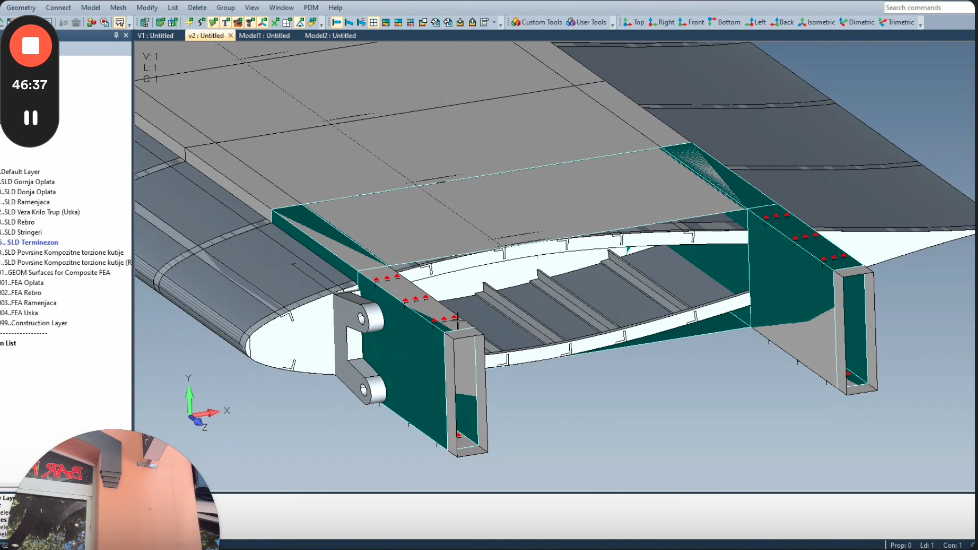 Geometry Connect Model Mesh Modify List Delete Group View Window PDM Help
Search commands
Custom Tools User Tools Top Right Front Bottom Left Back Isometric Dimetric Trimetric
V1 : Untitled v2 : Untitled Model1 : Untitled Model2 : Untitled
46:37
V: 1
L: 1
C: 1
..Default Layer
..SLD Gornja Oplata
..SLD Donja Oplata
..SLD Ramenjaca
2..SLD Veza Krilo Trup (Uska)
..SLD Rebro
..SLD Stringeri
.. SLD Terminezon
..SLD Povrsine Kompozitne torzione kutije
..SLD Povrsine Kompozitne torzione kutije (R
01..GEOM Surfaces for Composite FEA
..FEA Oplata
02..FEA Rebro
03..FEA Ramenjaca
04..FEA Uska
099..Construction Layer
n List
Y
X
Z
Prop: 0 Ld: 1 Con: 1